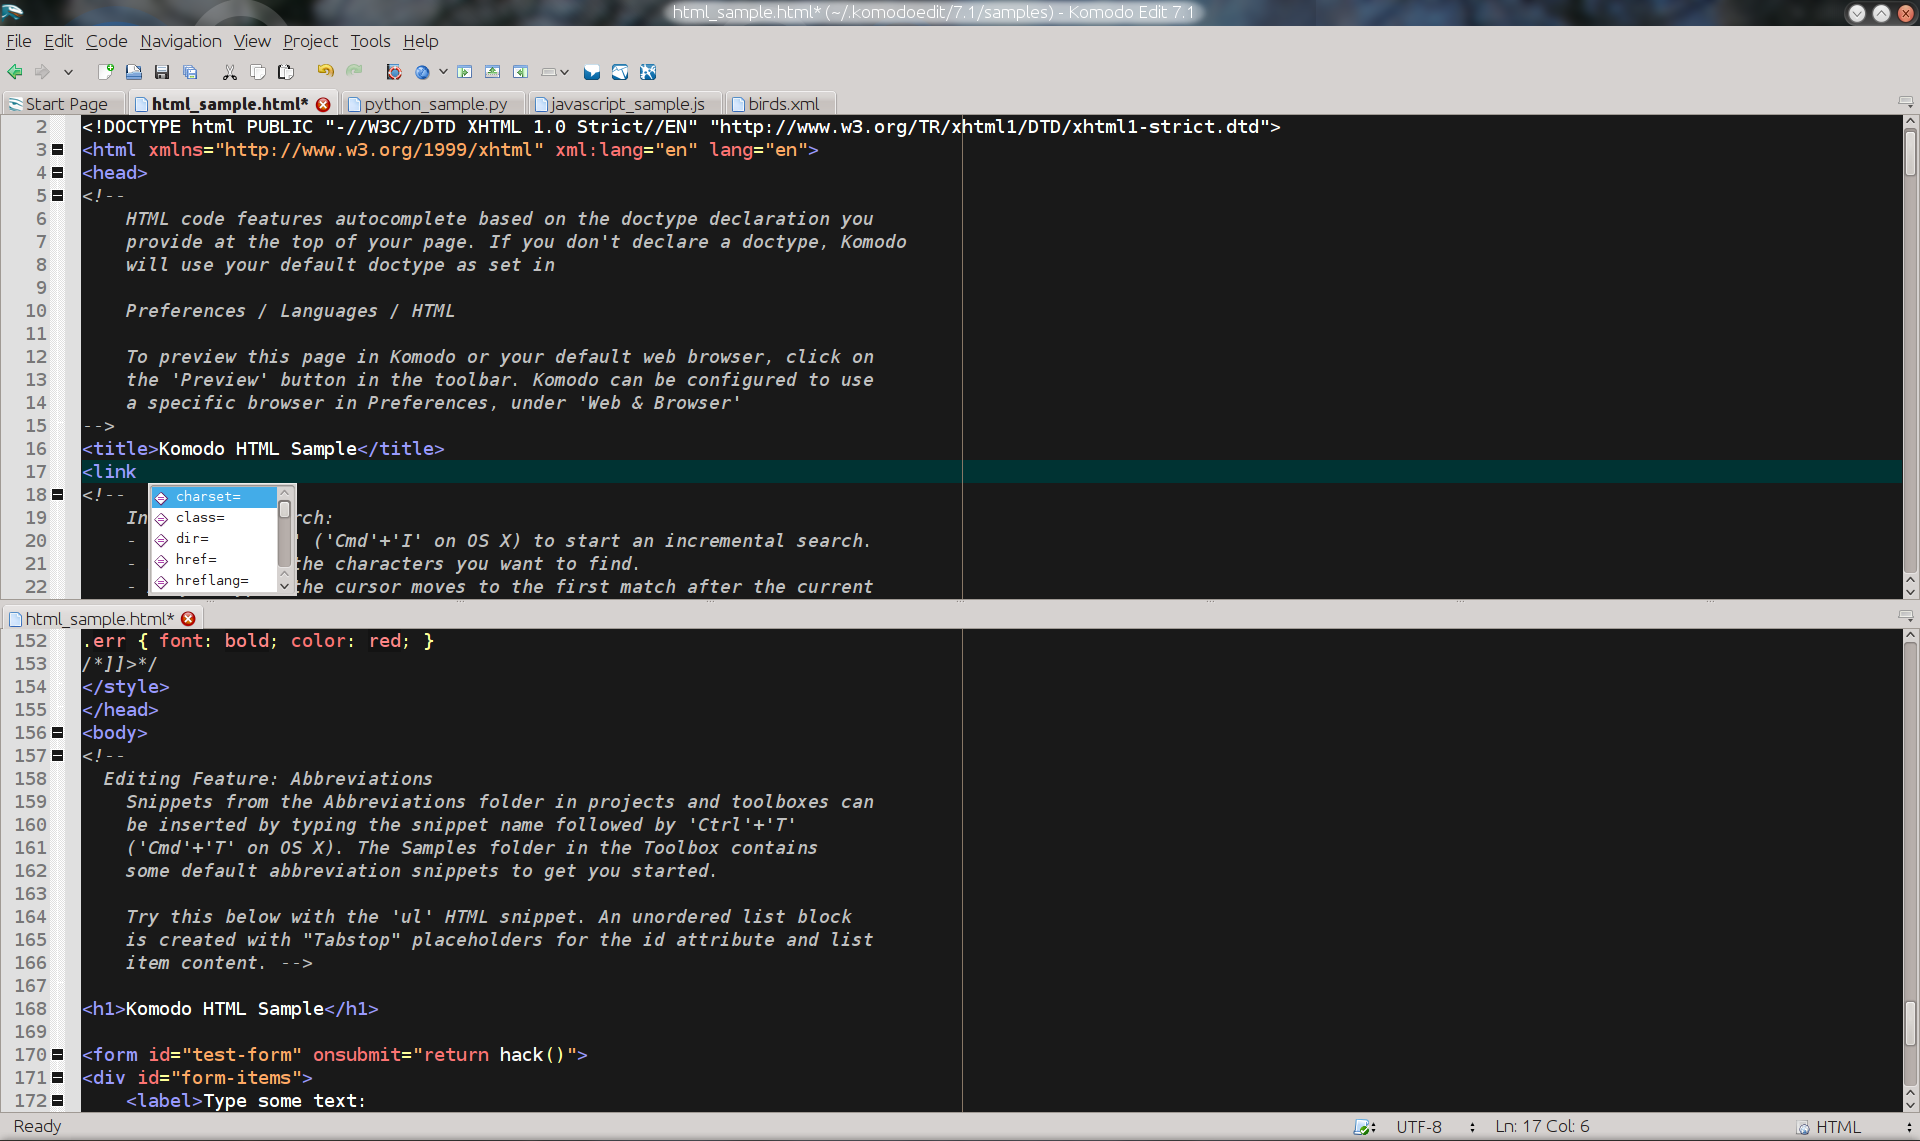 html_sample.html* (~/.komodoedit/7.1/samples) - Komodo Edit 7.1
File Edit Code Navigation View Project Tools Help
Start Page html_sample.html* python_sample.py javascript_sample.js birds.xml
2 <!DOCTYPE html PUBLIC "-//W3C//DTD XHTML 1.0 Strict//EN" "http://www.w3.org/TR/xhtml1/DTD/xhtml1-strict.dtd">
3 <html xmlns="http://www.w3.org/1999/xhtml" xml:lang="en" lang="en">
4 <head>
5 <!--
6 HTML code features autocomplete based on the doctype declaration you
7 provide at the top of your page. If you don't declare a doctype, Komodo
8 will use your default doctype as set in
9
10 Preferences / Languages / HTML
11
12 To preview this page in Komodo or your default web browser, click on
13 the 'Preview' button in the toolbar. Komodo can be configured to use
14 a specific browser in Preferences, under 'Web & Browser'
15 -->
16 <title>Komodo HTML Sample</title>
17 <link
18 <!--
19 In rch:
20 - ' ('Cmd'+'I' on OS X) to start an incremental search.
21 - the characters you want to find.
22 - the cursor moves to the first match after the current
charset=
class=
dir=
href=
hreflang=
html_sample.html*
152 .err { font: bold; color: red; }
153 /*]]>*/
154 </style>
155 </head>
156 <body>
157 <!--
158 Editing Feature: Abbreviations
159 Snippets from the Abbreviations folder in projects and toolboxes can
160 be inserted by typing the snippet name followed by 'Ctrl'+'T'
161 ('Cmd'+'T' on OS X). The Samples folder in the Toolbox contains
162 some default abbreviation snippets to get you started.
163
164 Try this below with the 'ul' HTML snippet. An unordered list block
165 is created with "Tabstop" placeholders for the id attribute and list
166 item content. -->
167
168 <h1>Komodo HTML Sample</h1>
169
170 <form id="test-form" onsubmit="return hack()">
171 <div id="form-items">
172 <label>Type some text:
Ready UTF-8 Ln: 17 Col: 6 HTML